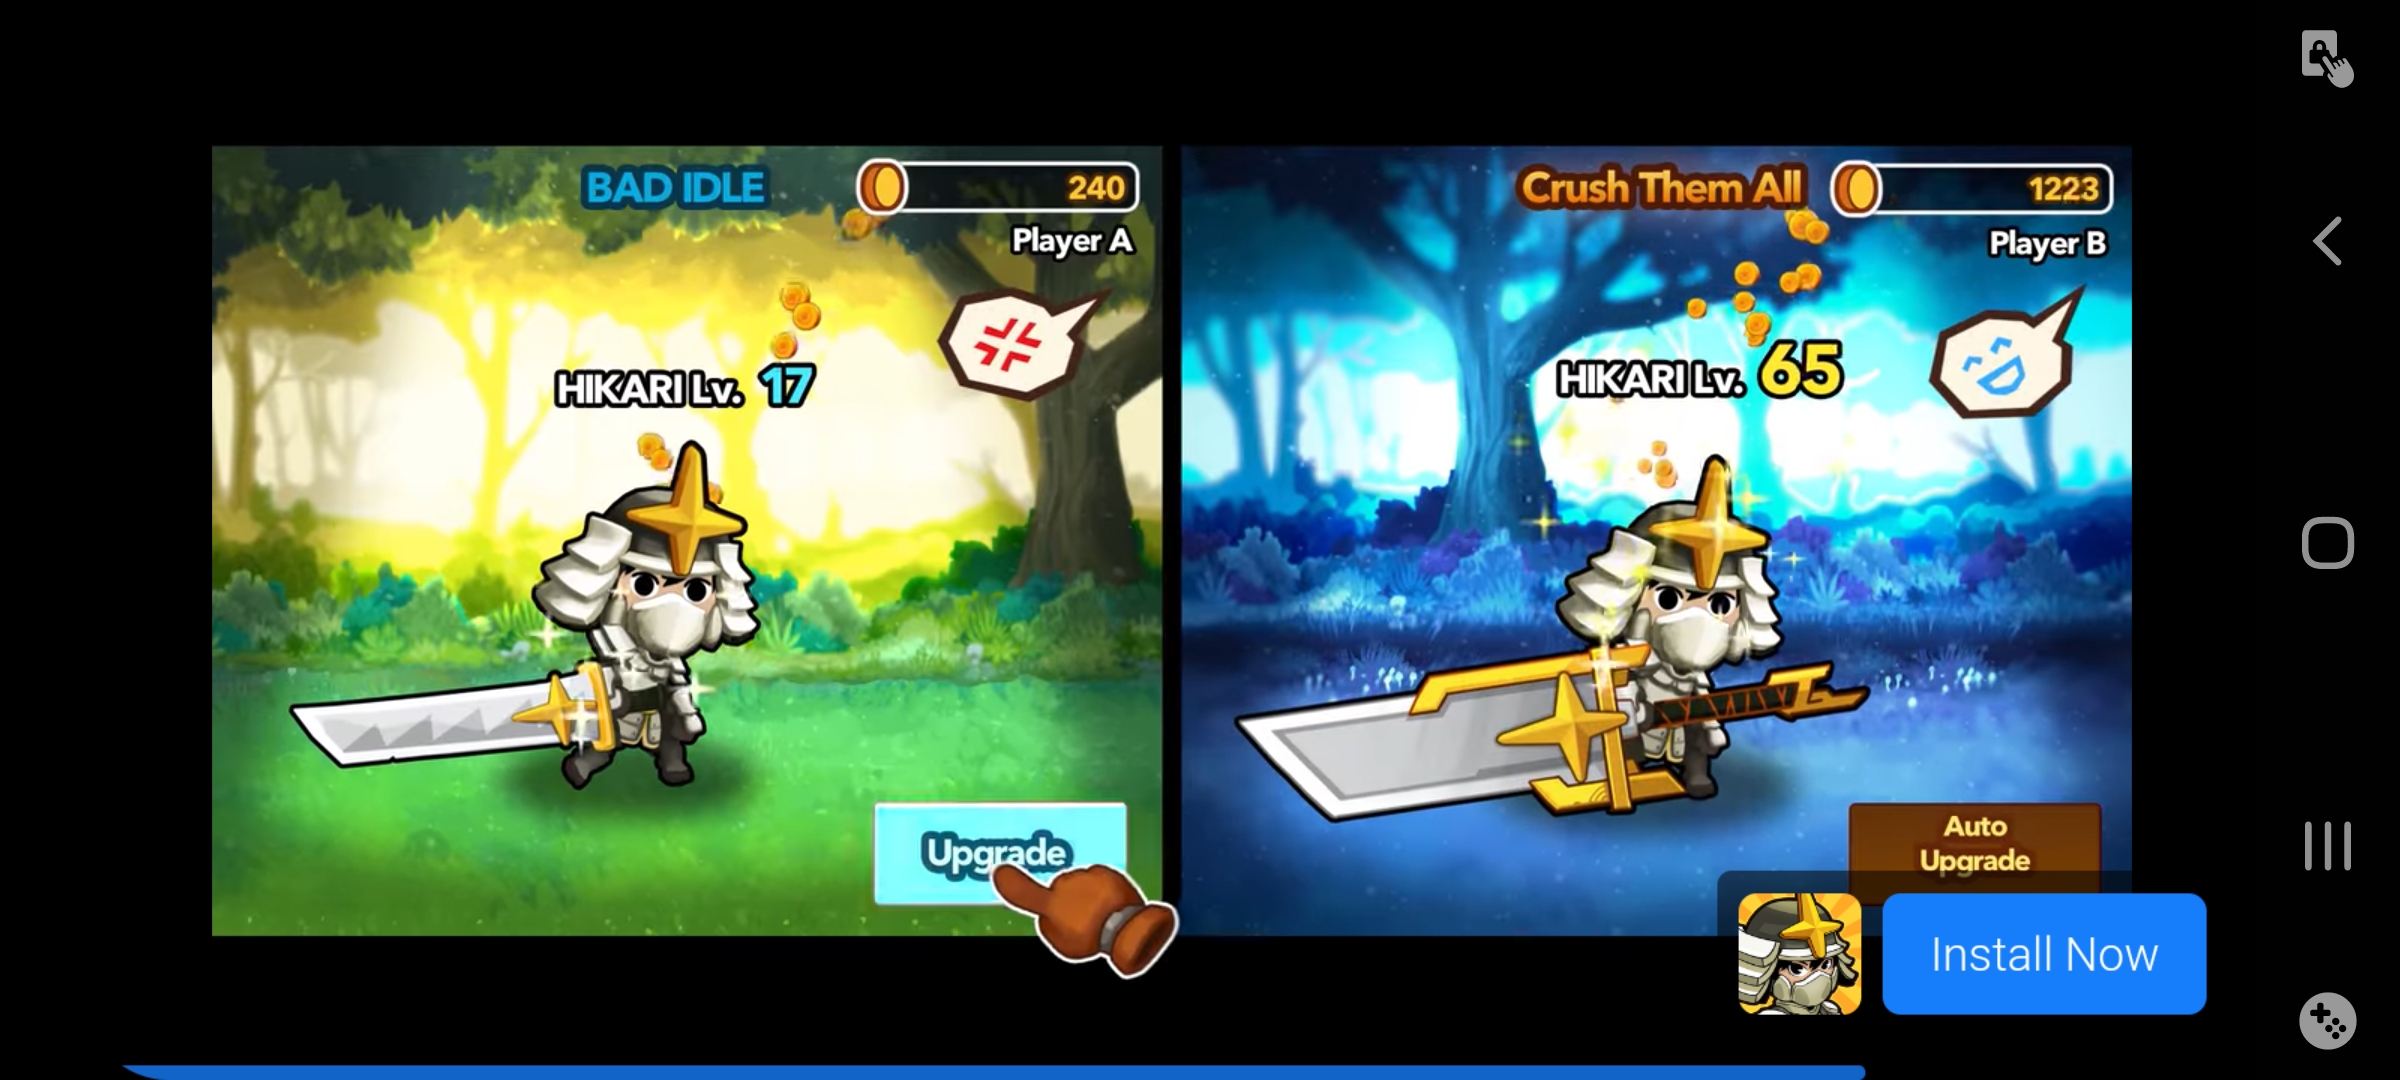 BAD IDLE
240
Player A
HIKARI Lv. 17
Upgrade
Crush Them All
1223
Player B
HIKARI Lv. 65
Auto
Upgrade
Install Now